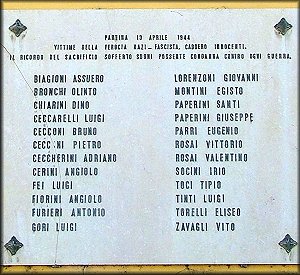 PARTINA 13 APRILE 1944
VITTIME DELLA FEROCIA NAZI-FASCISTA, CADDERO INNOCENTI.
IL RICORDO DEL SACRIFICIO SOFFERTO SUONI POSSENTE CONDANNA CONTRO OGNI GUERRA.
BIAGIONI ASSUERO
BRONCHI OLINTO
CHIARINI DINO
CECCARELLI LUIGI
CECCONI BRUNO
CECCONI PIETRO
CECCHERINI ADRIANO
CERINI ANGIOLO
FEI LUIGI
FIORINI ANGIOLO
FURIERI ANTONIO
GORI LUIGI
LORENZONI GIOVANNI
MONTINI EGISTO
PAPERINI SANTI
PAPERINI GIUSEPPE
PARRI EUGENIO
ROSAI VITTORIO
ROSAI VALENTINO
SOCINI IRIO
TOCI TIPIO
TINTI LUIGI
TORELLI ELISEO
ZAVAGLI VITO